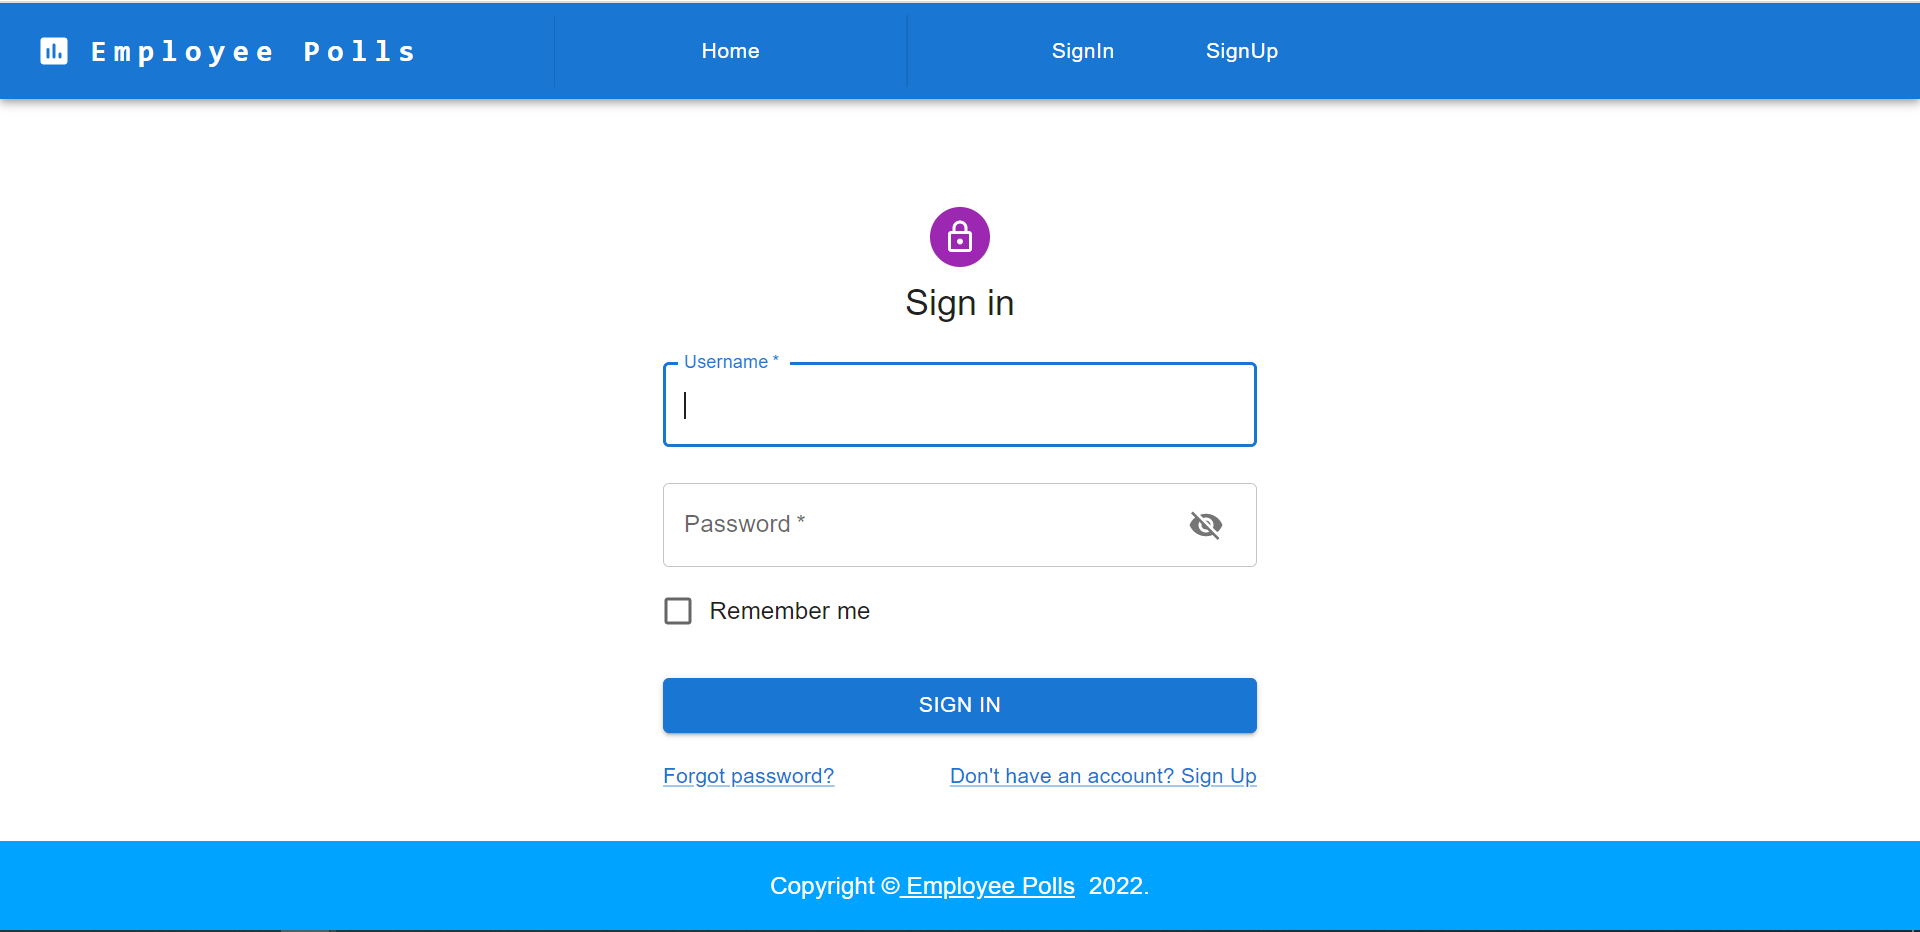 Employee Polls Home SignIn SignUp
Sign in
Username *
Password *
Remember me
SIGN IN
Forgot password? Don't have an account? Sign Up
Copyright © Employee Polls 2022.